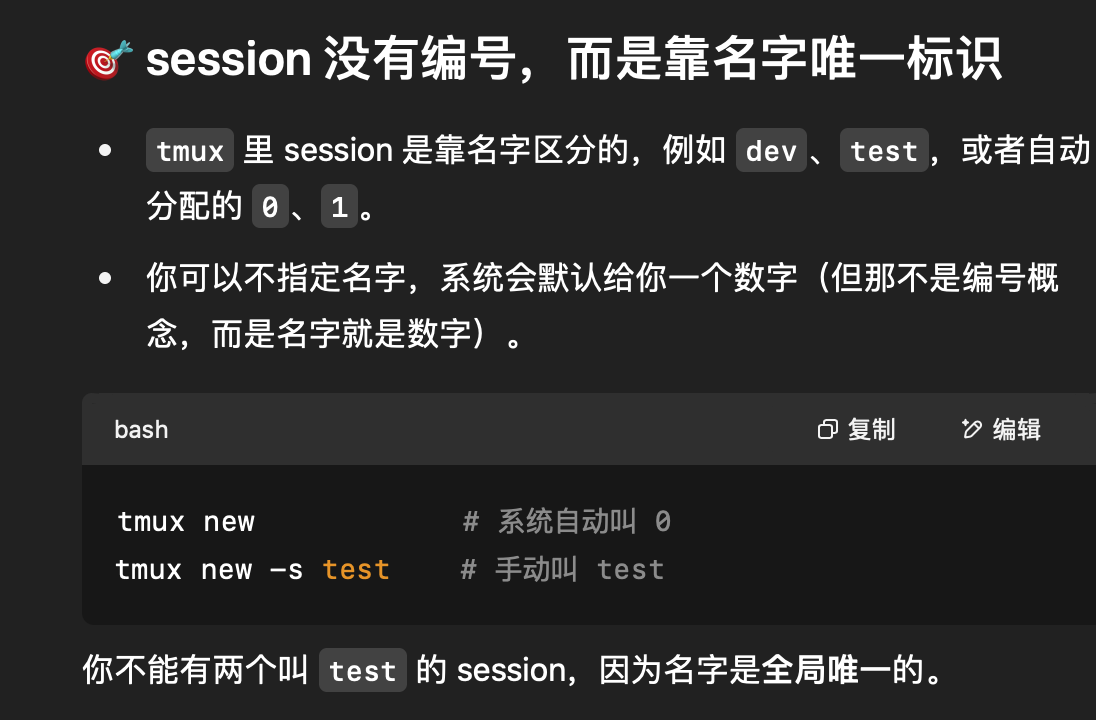 🎯 session 没有编号，而是靠名字唯一标识
• tmux 里 session 是靠名字区分的，例如 dev、test，或者自动
分配的 0、1。
• 你可以不指定名字，系统会默认给你一个数字（但那不是编号概
念，而是名字就是数字）。
bash 复制 编辑
tmux new # 系统自动叫 0
tmux new -s test # 手动叫 test
你不能有两个叫 test 的 session，因为名字是全局唯一的。